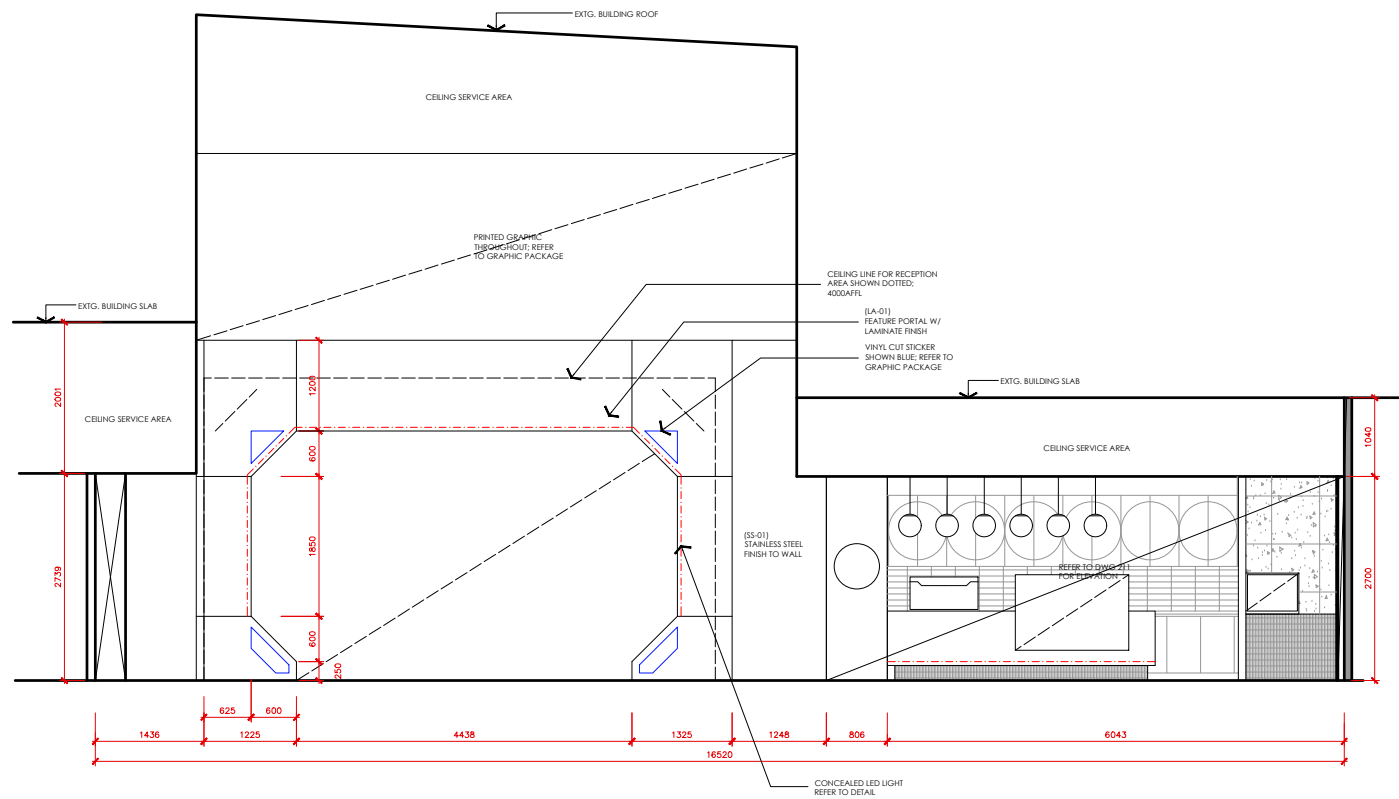 EXTG. BUILDING ROOF
CEILING SERVICE AREA
PRINTED GRAPHIC
THROUGHOUT; REFER
TO GRAPHIC PACKAGE
CEILING LINE FOR RECEPTION
AREA SHOWN DOTTED;
4000AFFL
EXTG. BUILDING SLAB
(LA-01)
FEATURE PORTAL W/
LAMINATE FINISH
VINYL CUT STICKER
SHOWN BLUE; REFER TO
GRAPHIC PACKAGE
EXTG. BUILDING SLAB
2001
1200
CEILING SERVICE AREA
1040
CEILING SERVICE AREA
600
(SS-01)
STAINLESS STEEL
FINISH TO WALL
1850
2739
REFER TO DWG 211
FOR ELEVATION
2700
600
250
625
600
1436
1225
4438
1325
1248
806
6043
16520
CONCEALED LED LIGHT
REFER TO DETAIL